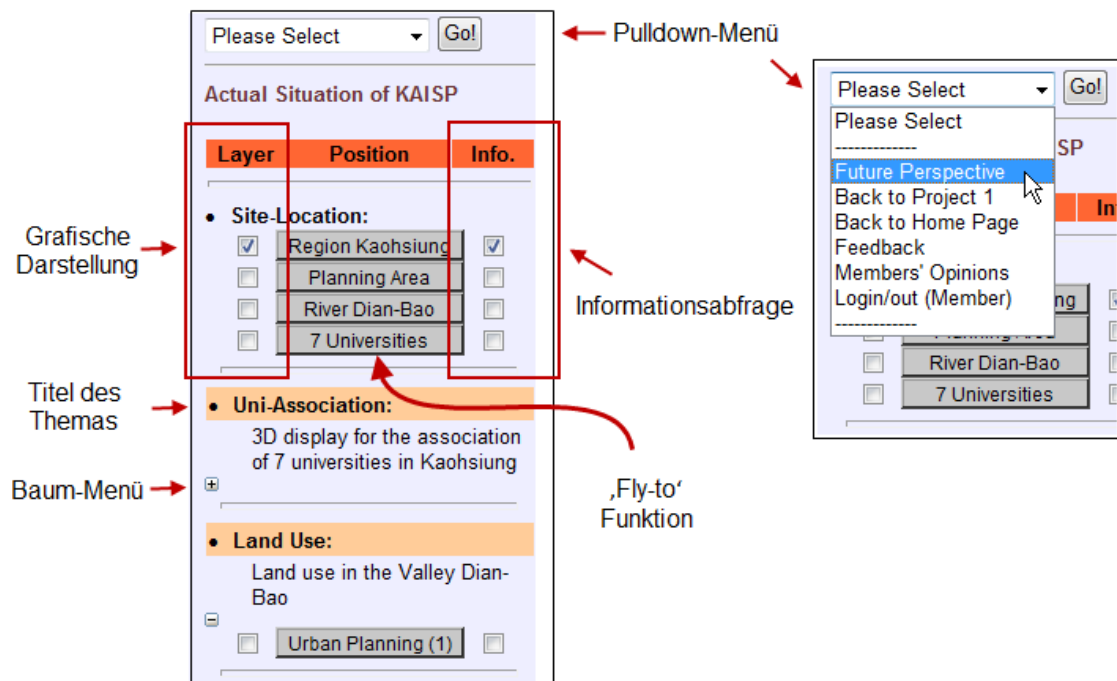 Please Select Go!
Actual Situation of KAISP
Layer Position Info.
• Site-Location:
Region Kaohsiung
Planning Area
River Dian-Bao
7 Universities
• Uni-Association:
3D display for the association
of 7 universities in Kaohsiung
• Land Use:
Land use in the Valley Dian-
Bao
Urban Planning (1)
Grafische
Darstellung
Titel des
Themas
Baum-Menü
Pulldown-Menü
Informationsabfrage
‚Fly-to‘
Funktion
Please Select Go!
Please Select
-------------
SP
Future Perspective
Back to Project 1
In
Back to Home Page
Feedback
Members' Opinions
Login/out (Member)
ng
-------------
River Dian-Bao
7 Universities